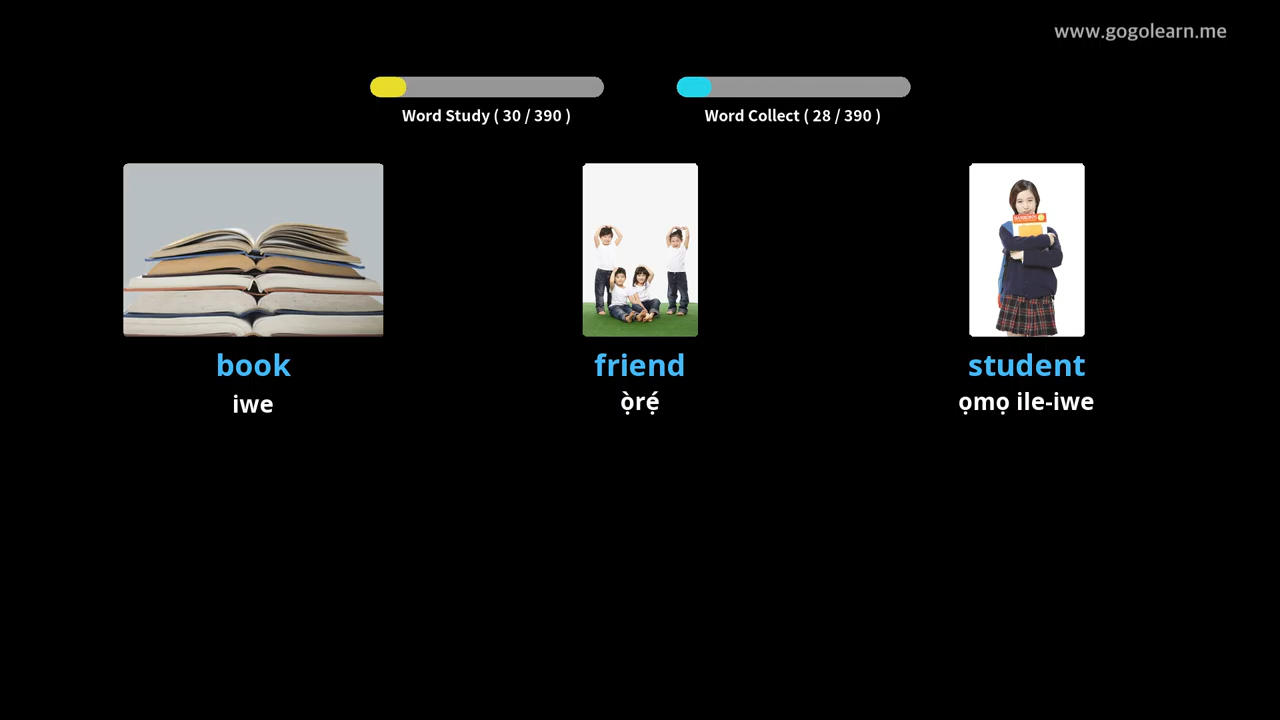 www.gogolearn.me
Word Study ( 30 / 390 )
Word Collect ( 28 / 390 )
book
iwe
friend
ọ̀rẹ́
student
ọmọ ile-iwe